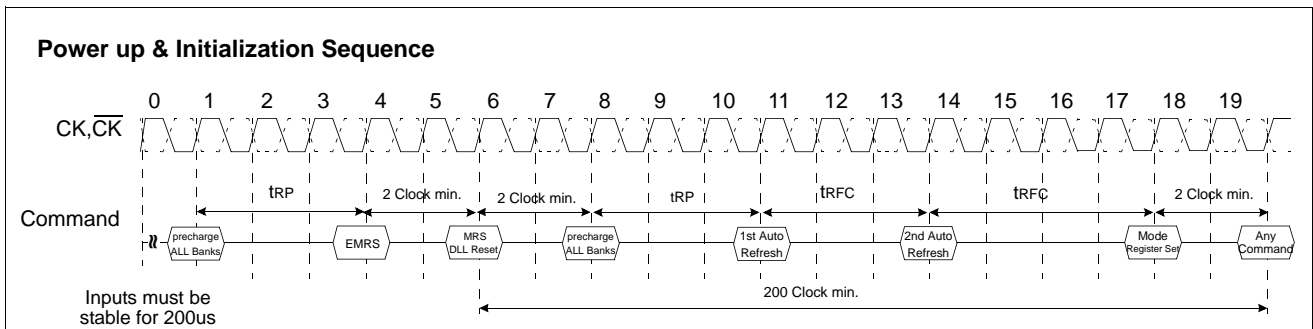 Power up & Initialization Sequence
0 1 2 3 4 5 6 7 8 9 10 11 12 13 14 15 16 17 18 19
CK,CK
tRP 2 Clock min. 2 Clock min. tRP tRFC tRFC 2 Clock min.
Command
precharge
ALL Banks
EMRS
MRS
DLL Reset
precharge
ALL Banks
1st Auto
Refresh
2nd Auto
Refresh
Mode
Register Set
Any
Command
200 Clock min.
Inputs must be
stable for 200us